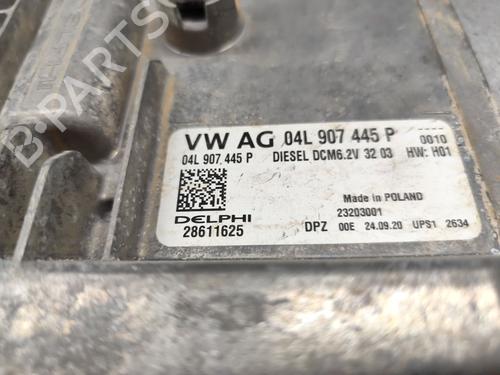 VW AG 04L 907 445 P 0010
04L 907 445 P DIESEL DCM6.2V 32 03 HW: H01
Made in POLAND
DELPHI 23203001
28611625 DPZ 00E 24.09.20 UPS1 2634